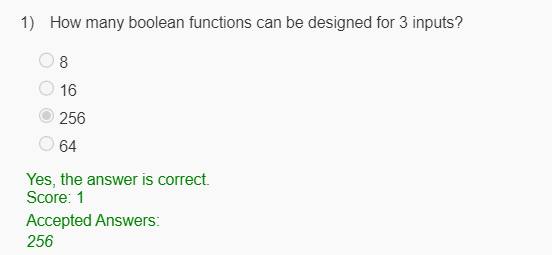 1) How many boolean functions can be designed for 3 inputs?
8
16
256
64
Yes, the answer is correct.
Score: 1
Accepted Answers:
256